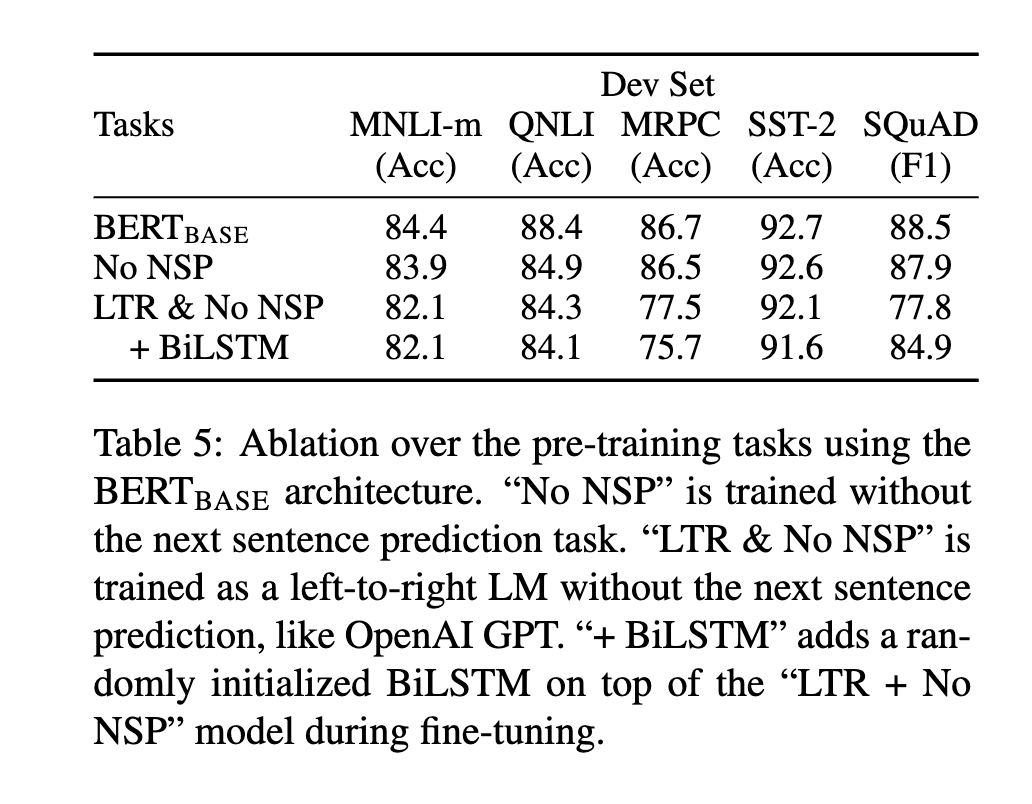 Dev Set
Tasks MNLI-m QNLI MRPC SST-2 SQuAD
(Acc) (Acc) (Acc) (Acc) (F1)
BERTBASE 84.4 88.4 86.7 92.7 88.5
No NSP 83.9 84.9 86.5 92.6 87.9
LTR & No NSP 82.1 84.3 77.5 92.1 77.8
+ BiLSTM 82.1 84.1 75.7 91.6 84.9
Table 5: Ablation over the pre-training tasks using the
BERTBASE architecture. “No NSP” is trained without
the next sentence prediction task. “LTR & No NSP” is
trained as a left-to-right LM without the next sentence
prediction, like OpenAI GPT. “+ BiLSTM” adds a ran-
domly initialized BiLSTM on top of the “LTR + No
NSP” model during fine-tuning.